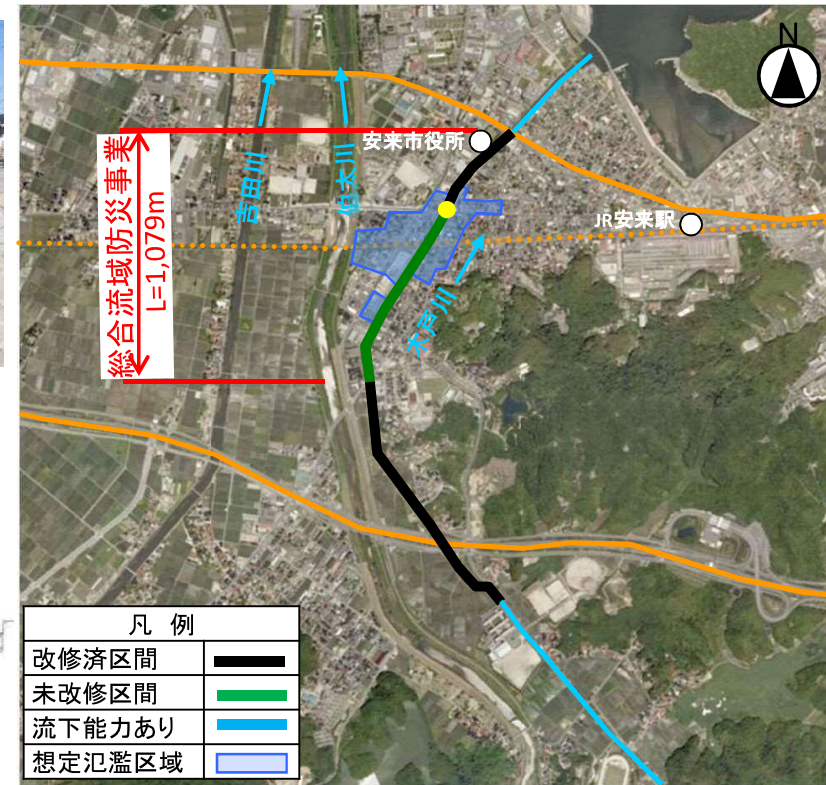 N
安来市役所
総合流域防災事業
L=1,079m
吉田川
伯太川
JR安来駅
木戸川
凡 例
改修済区間
未改修区間
流下能力あり
想定氾濫区域